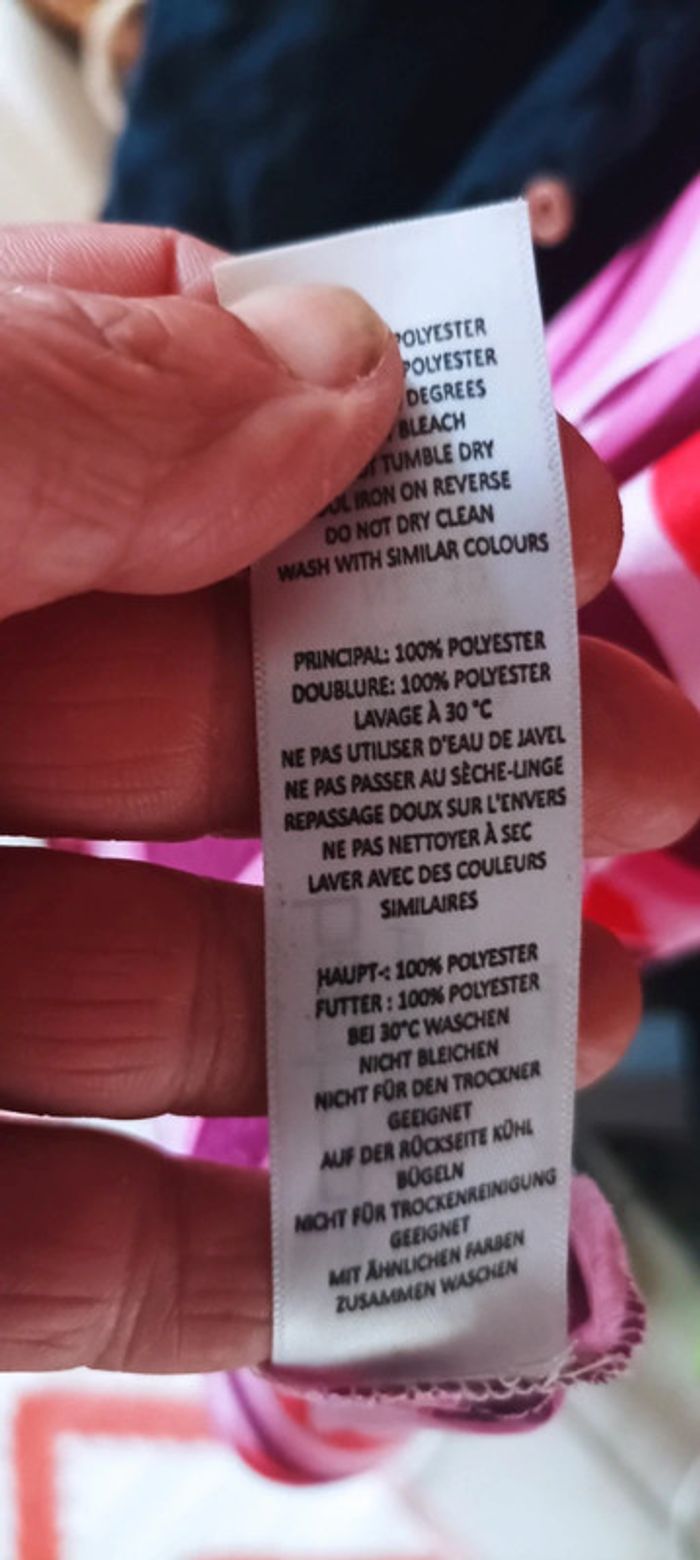 POLYESTER
POLYESTER
DEGREES
BLEACH
TUMBLE DRY
IRON ON REVERSE
DO NOT DRY CLEAN
WASH WITH SIMILAR COLOURS
PRINCIPAL: 100% POLYESTER
DOUBLURE: 100% POLYESTER
LAVAGE À 30 °C
NE PAS UTILISER D'EAU DE JAVEL
NE PAS PASSER AU SÈCHE-LINGE
REPASSAGE DOUX SUR L'ENVERS
NE PAS NETTOYER À SEC
LAVER AVEC DES COULEURS
SIMILAIRES
HAUPT-: 100% POLYESTER
FUTTER : 100% POLYESTER
BEI 30°C WASCHEN
NICHT BLEICHEN
NICHT FÜR DEN TROCKNER
GEEIGNET
AUF DER RÜCKSEITE KÜHL
BÜGELN
NICHT FÜR TROCKENREINIGUNG
GEEIGNET
MIT ÄHNLICHEN FARBEN
ZUSAMMEN WASCHEN